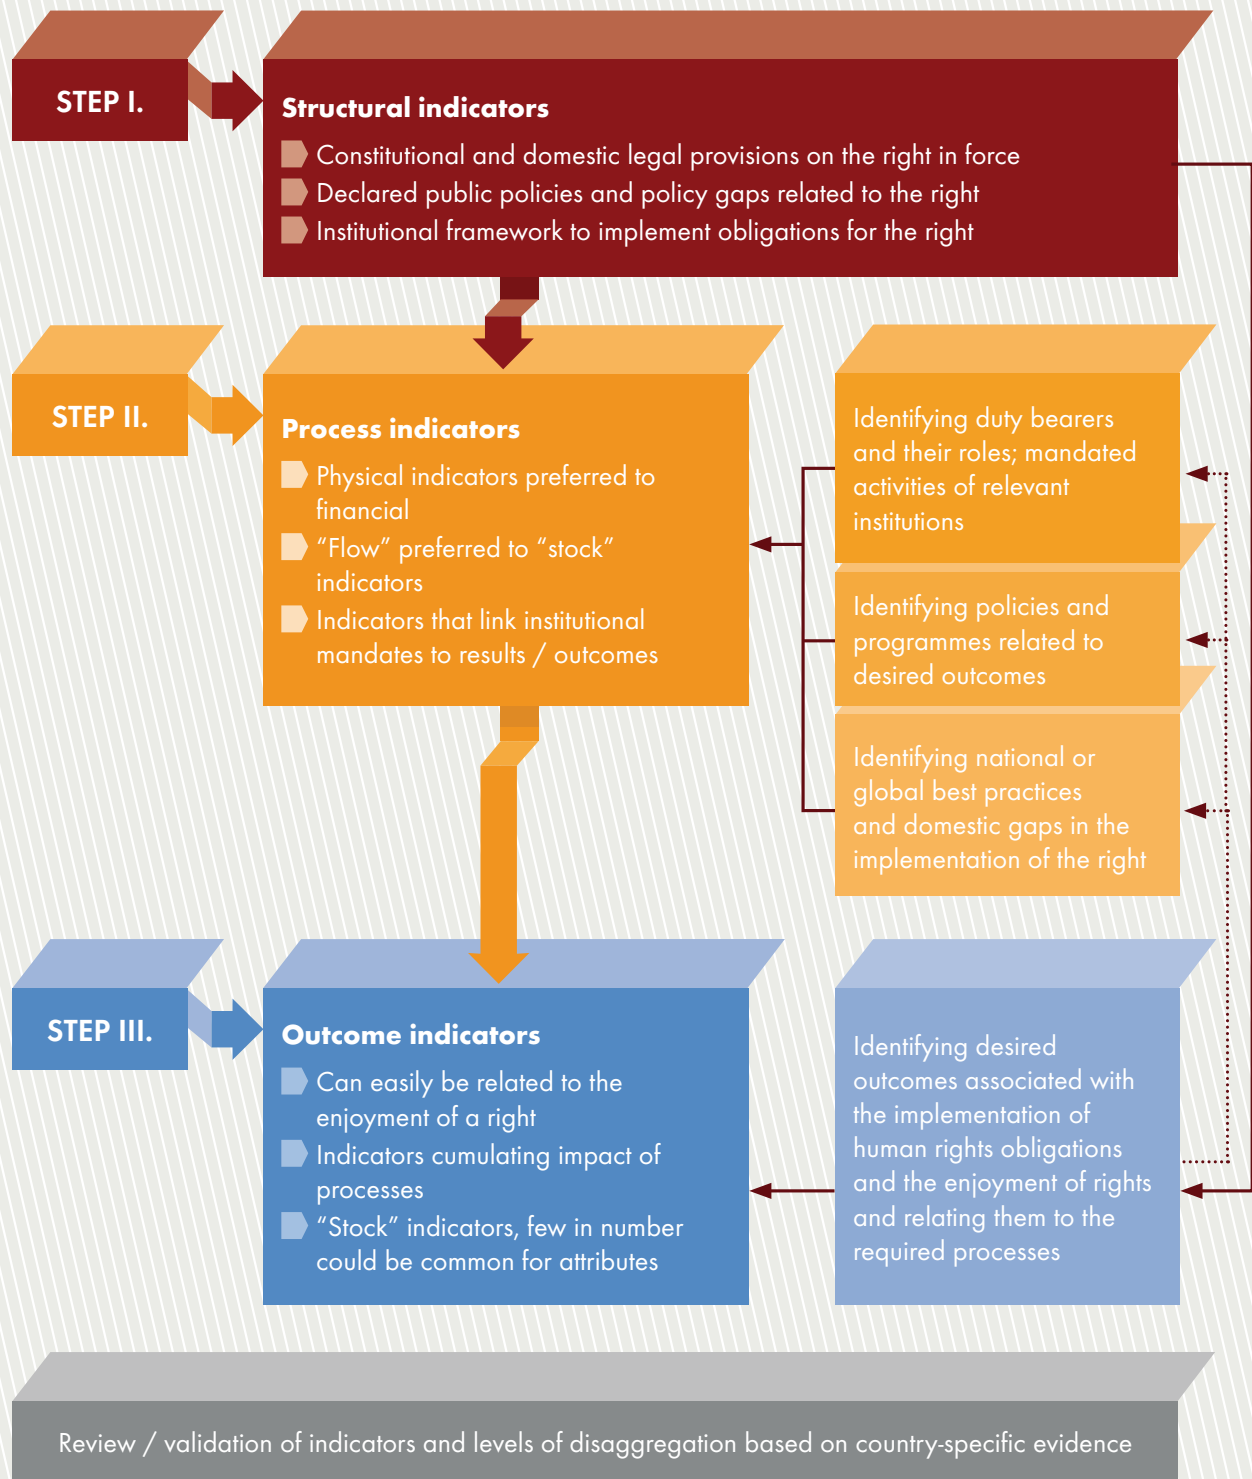 STEP I.
Structural indicators
Constitutional and domestic legal provisions on the right in force
Declared public policies and policy gaps related to the right
Institutional framework to implement obligations for the right
STEP II.
Process indicators
Physical indicators preferred to
financial
“Flow” preferred to “stock”
indicators
Indicators that link institutional
mandates to results / outcomes
Identifying duty bearers
and their roles; mandated
activities of relevant
institutions
Identifying policies and
programmes related to
desired outcomes
Identifying national or
global best practices
and domestic gaps in the
implementation of the right
STEP III.
Outcome indicators
Can easily be related to the
enjoyment of a right
Indicators cumulating impact of
processes
“Stock” indicators, few in number
could be common for attributes
Identifying desired
outcomes associated with
the implementation of
human rights obligations
and the enjoyment of rights
and relating them to the
required processes
Review / validation of indicators and levels of disaggregation based on country-specific evidence